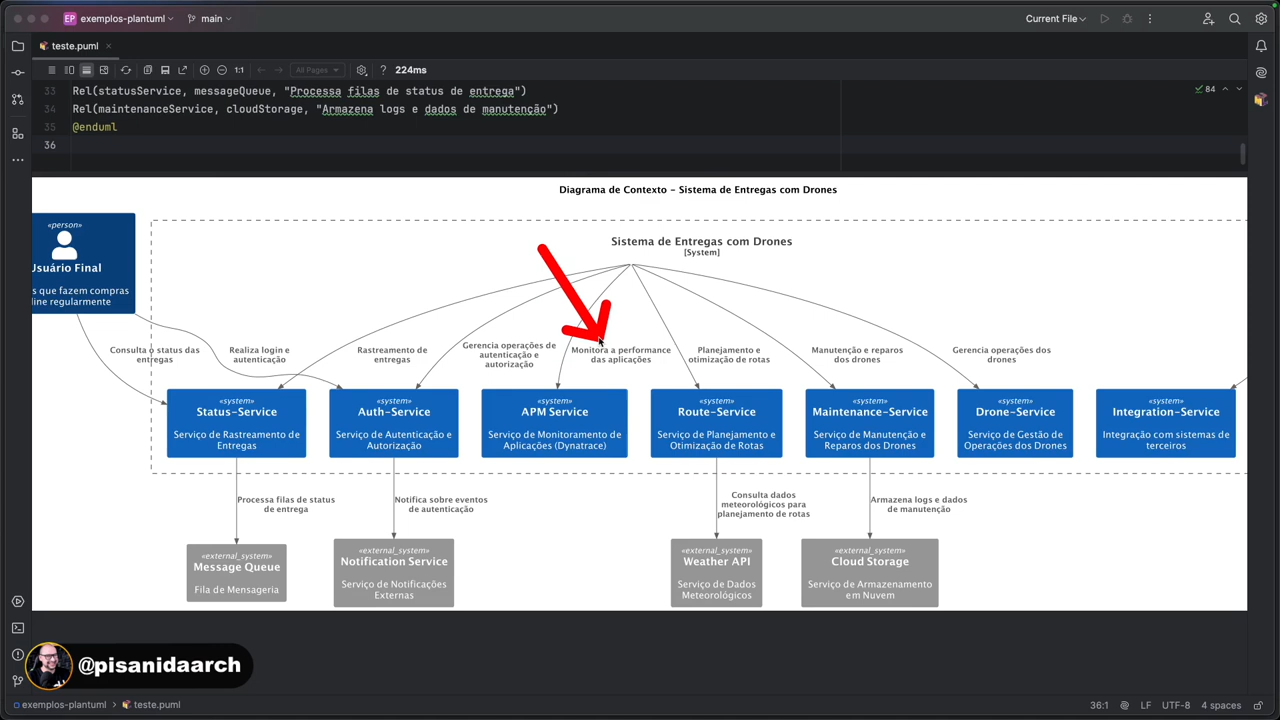 EP exemplos-plantuml main Current File
teste.puml
1:1 All Pages ? 224ms
33 Rel(statusService, messageQueue, "Processa filas de status de entrega")
84
34 Rel(maintenanceService, cloudStorage, "Armazena logs e dados de manutenção")
35 @enduml
36
Diagrama de Contexto - Sistema de Entregas com Drones
«person»
Usuário Final
s que fazem compras
line regularmente
Sistema de Entregas com Drones
[System]
Consulta o status das
entregas
Realiza login e
autenticação
Rastreamento de
entregas
Gerencia operações de
autenticação e
autorização
Monitora a performance
das aplicações
Planejamento e
otimização de rotas
Manutenção e reparos
dos drones
Gerencia operações dos
drones
«system»
Status-Service
Serviço de Rastreamento de
Entregas
«system»
Auth-Service
Serviço de Autenticação e
Autorização
«system»
APM Service
Serviço de Monitoramento de
Aplicações (Dynatrace)
«system»
Route-Service
Serviço de Planejamento e
Otimização de Rotas
«system»
Maintenance-Service
Serviço de Manutenção e
Reparos dos Drones
«system»
Drone-Service
Serviço de Gestão de
Operações dos Drones
«system»
Integration-Service
Integração com sistemas de
terceiros
Processa filas de status
de entrega
Notifica sobre eventos
de autenticação
Consulta dados
meteorológicos para
planejamento de rotas
Armazena logs e dados
de manutenção
«external_system»
Message Queue
Fila de Mensageria
«external_system»
Notification Service
Serviço de Notificações
Externas
«external_system»
Weather API
Serviço de Dados
Meteorológicos
«external_system»
Cloud Storage
Serviço de Armazenamento
em Nuvem
@pisanidaarch
exemplos-plantuml > teste.puml 36:1 LF UTF-8 4 spaces